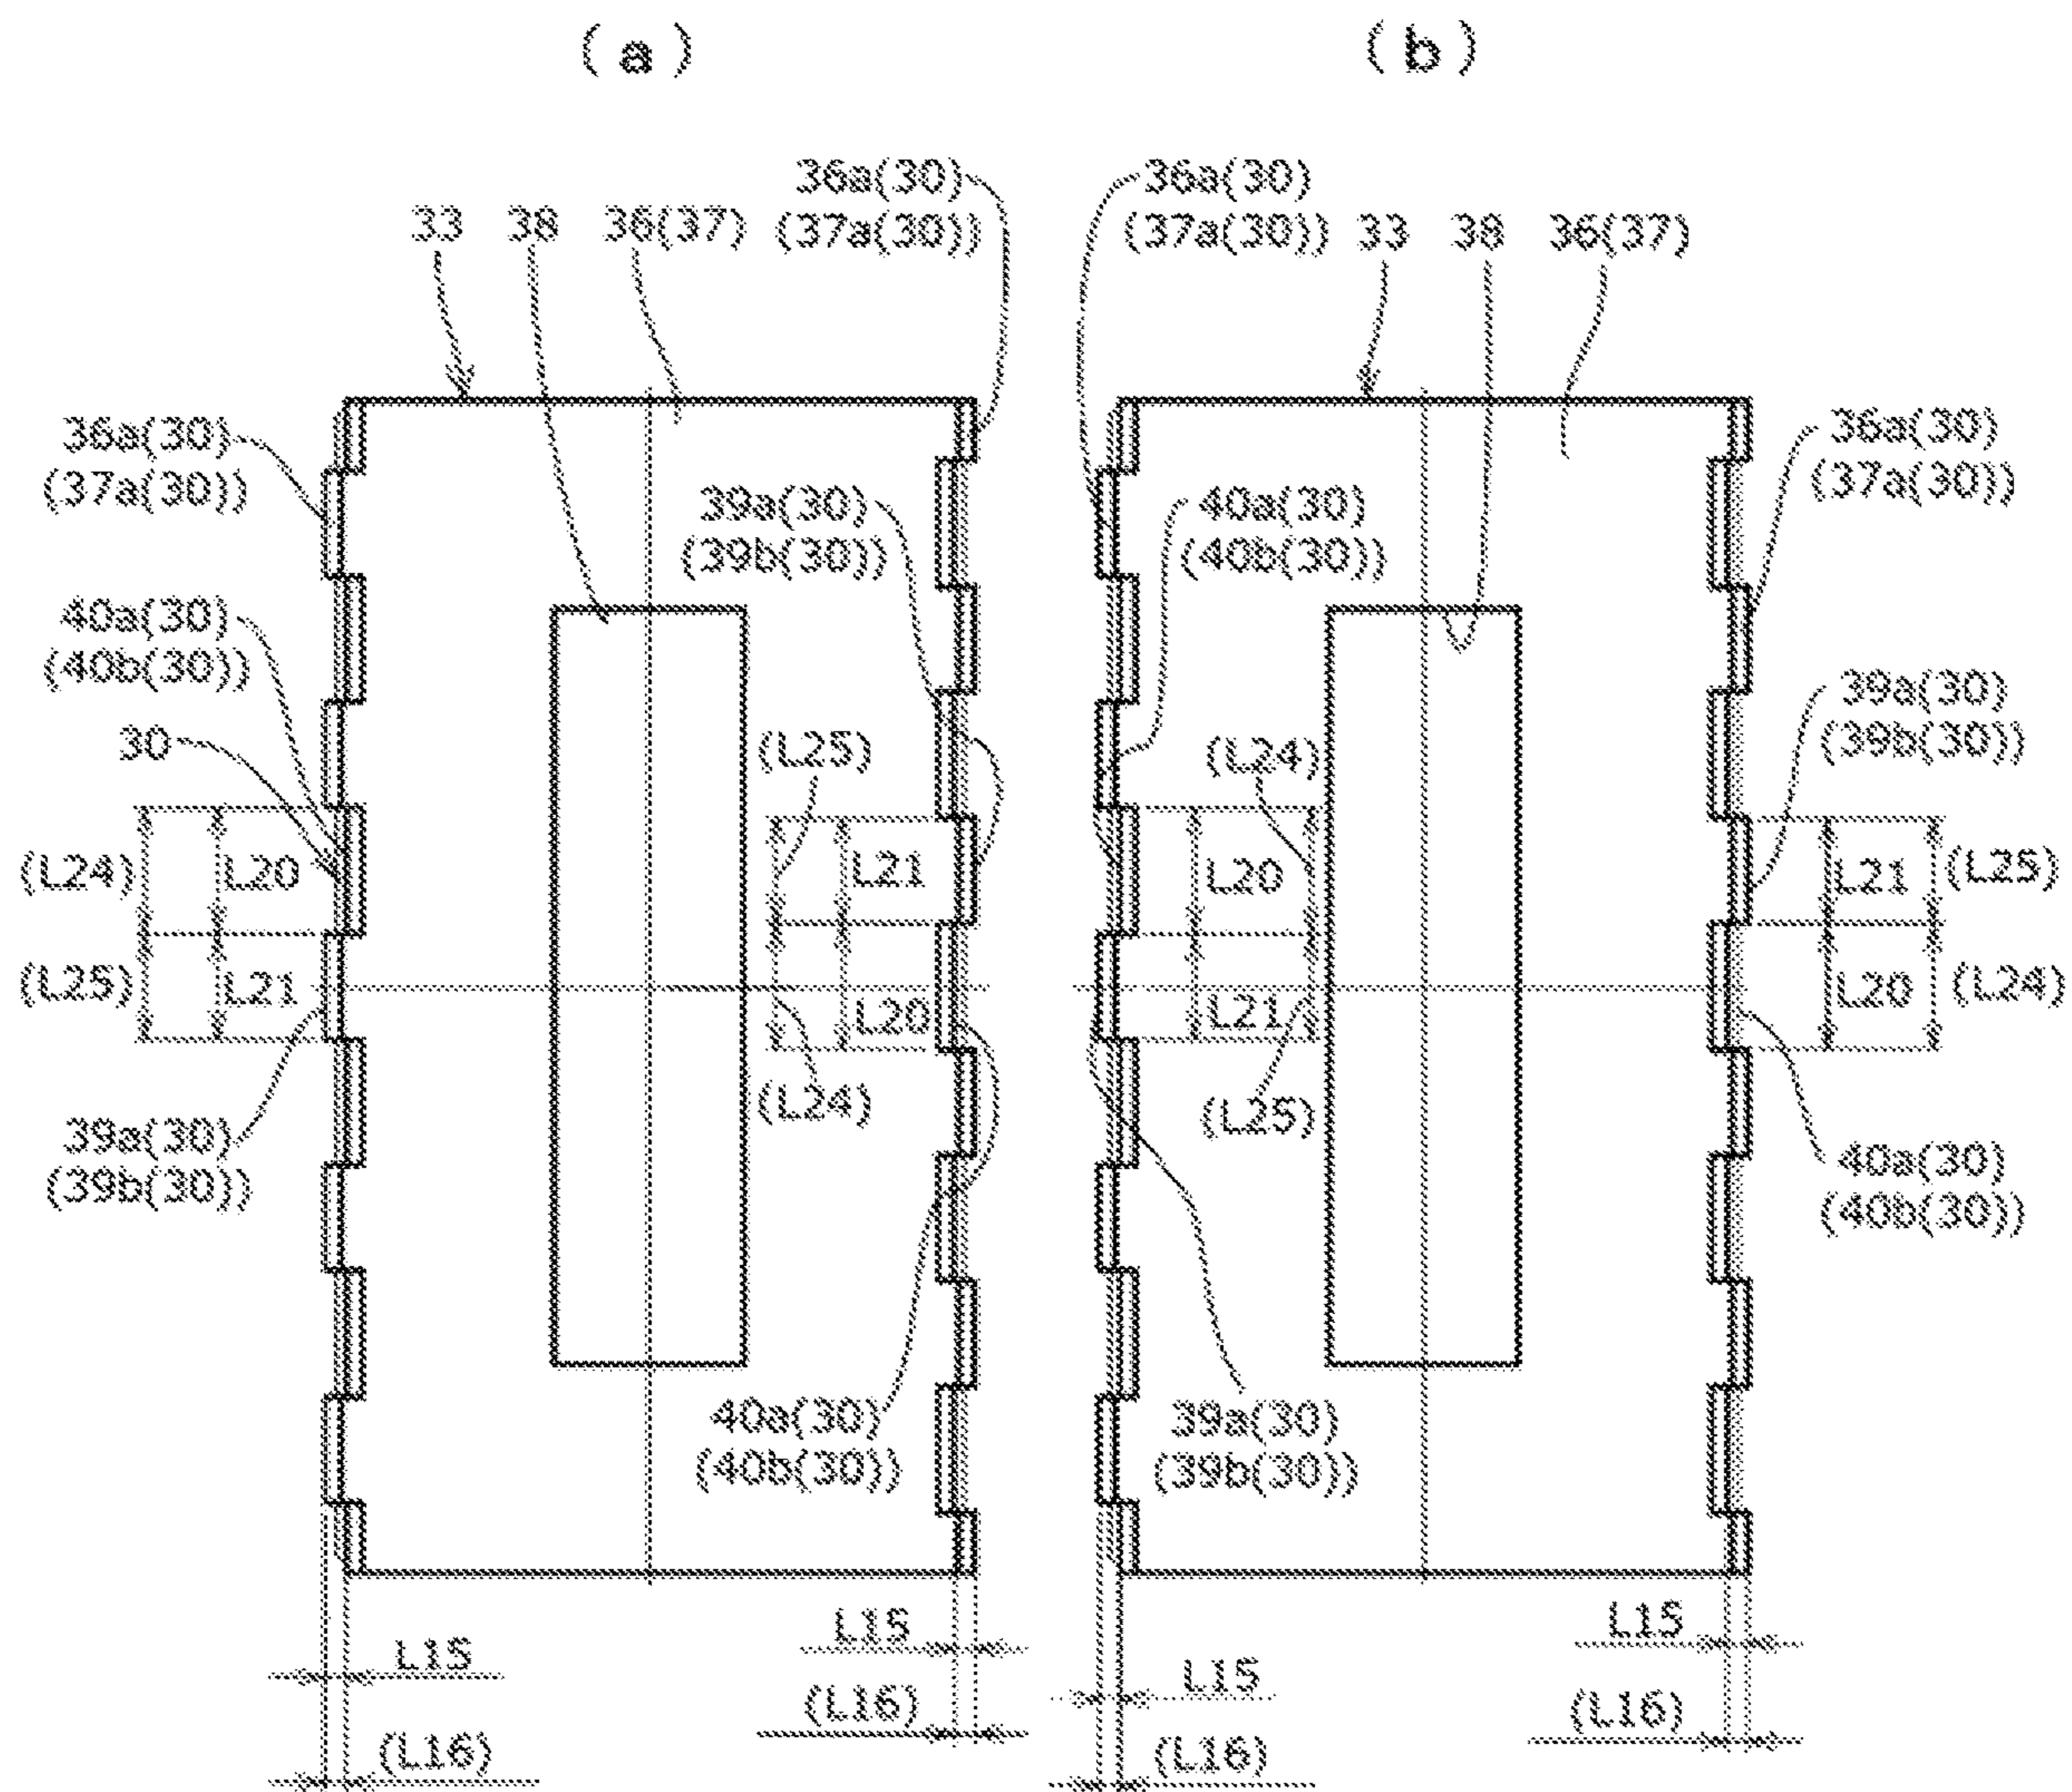 (a)
(b)
36a(30)
(37a(30))
33
38
36(37)
36a(30)
(37a(30))
33
38
36(37)
36a(30)
(37a(30))
36a(30)
(37a(30))
39a(30)
(39b(30))
40a(30)
(40b(30))
40a(30)
(40b(30))
30
39a(30)
(39b(30))
(L25)
(L24)
(L24)
L20
L21
L20
L21
(L25)
(L25)
L21
L20
L21
L20
(L24)
(L24)
(L25)
39a(30)
(39b(30))
40a(30)
(40b(30))
40a(30)
(40b(30))
39a(30)
(39b(30))
L15
L15
L15
L15
(L16)
(L16)
(L16)
(L16)